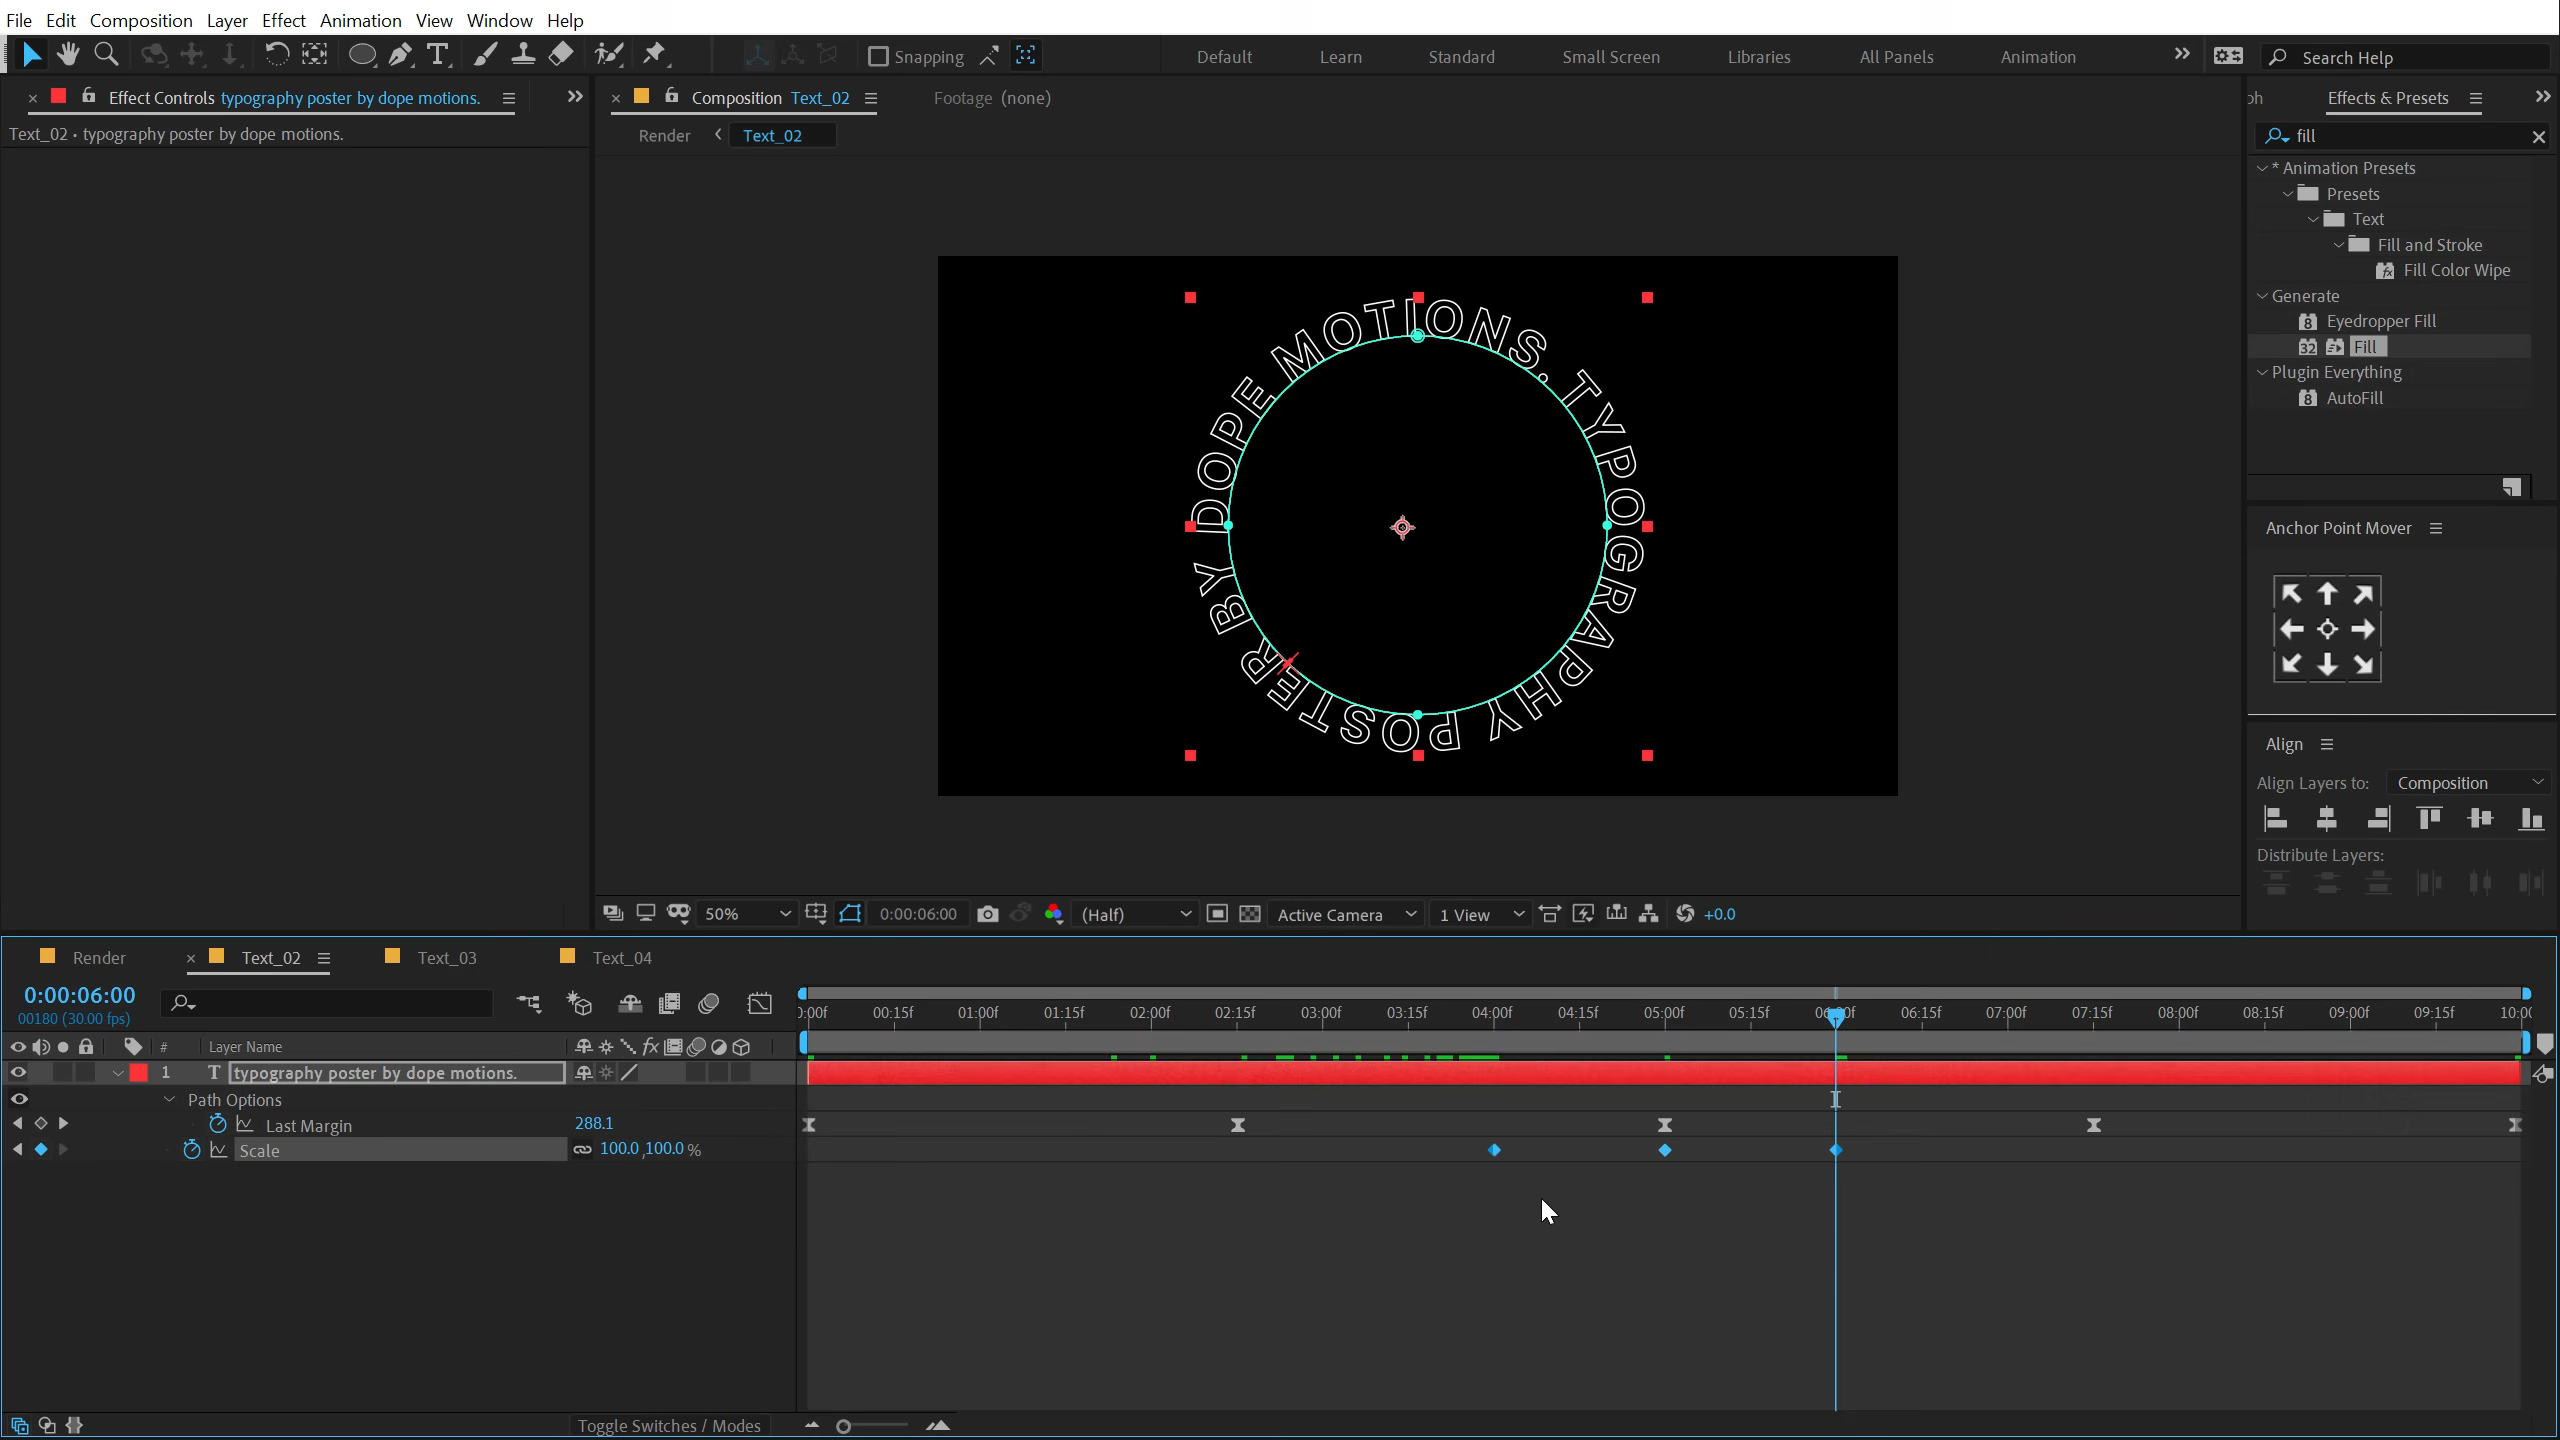 File Edit Composition Layer Effect Animation View Window Help
Snapping Default Learn Standard Small Screen Libraries All Panels Animation Search Help
Effect Controls typography poster by dope motions.
Text_02 • typography poster by dope motions.
Composition Text_02 Footage (none)
Render Text_02
DOPE MOTIONS. TYPOGRAPHY POSTER BY
50% 0:00:06:00 (Half) Active Camera 1 View +0.0
Effects & Presets
fill
* Animation Presets
Presets
Text
Fill and Stroke
Fill Color Wipe
Generate
Eyedropper Fill
Fill
Plugin Everything
AutoFill
Anchor Point Mover
Align
Align Layers to: Composition
Distribute Layers:
Render Text_02 Text_03 Text_04
0:00:06:00
00180 (30.00 fps)
00:15f 01:00f 01:15f 02:00f 02:15f 03:00f 03:15f 04:00f 04:15f 05:00f 05:15f 06:15f 07:00f 07:15f 08:00f 08:15f 09:00f 09:15f
# Layer Name
1 T typography poster by dope motions.
Path Options
Last Margin 288.1
Scale 100.0,100.0%
Toggle Switches / Modes